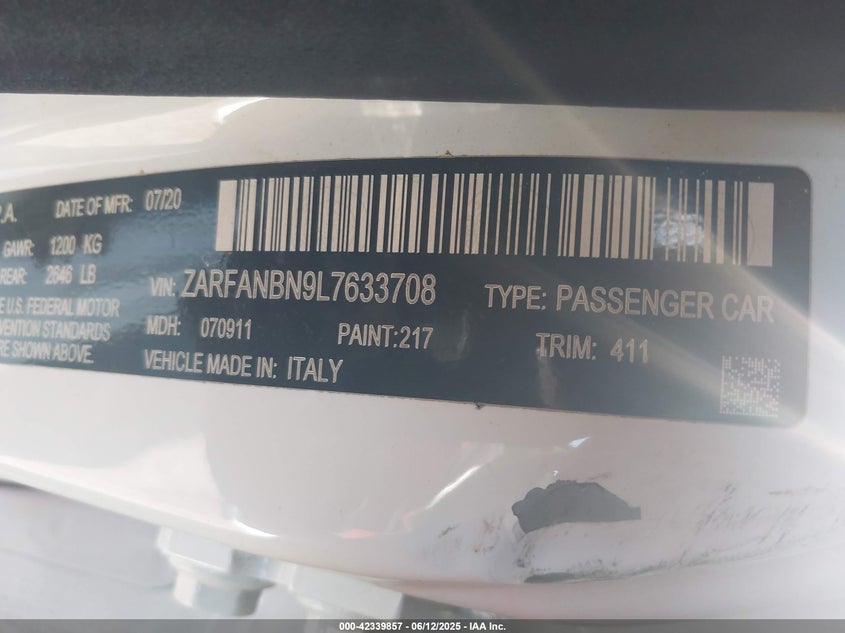 P.A. DATE OF MFR: 07/20
GAWR: 1200 KG
REAR: 2646 LB
VIN: ZARFANBN9L7633708 TYPE: PASSENGER CAR
E U.S. FEDERAL MOTOR
VENTION STANDARDS
RE SHOWN ABOVE.
MDH: 070911 PAINT:217 TRIM: 411
VEHICLE MADE IN: ITALY
000-42339857 - 06/12/2025 - IAA Inc.